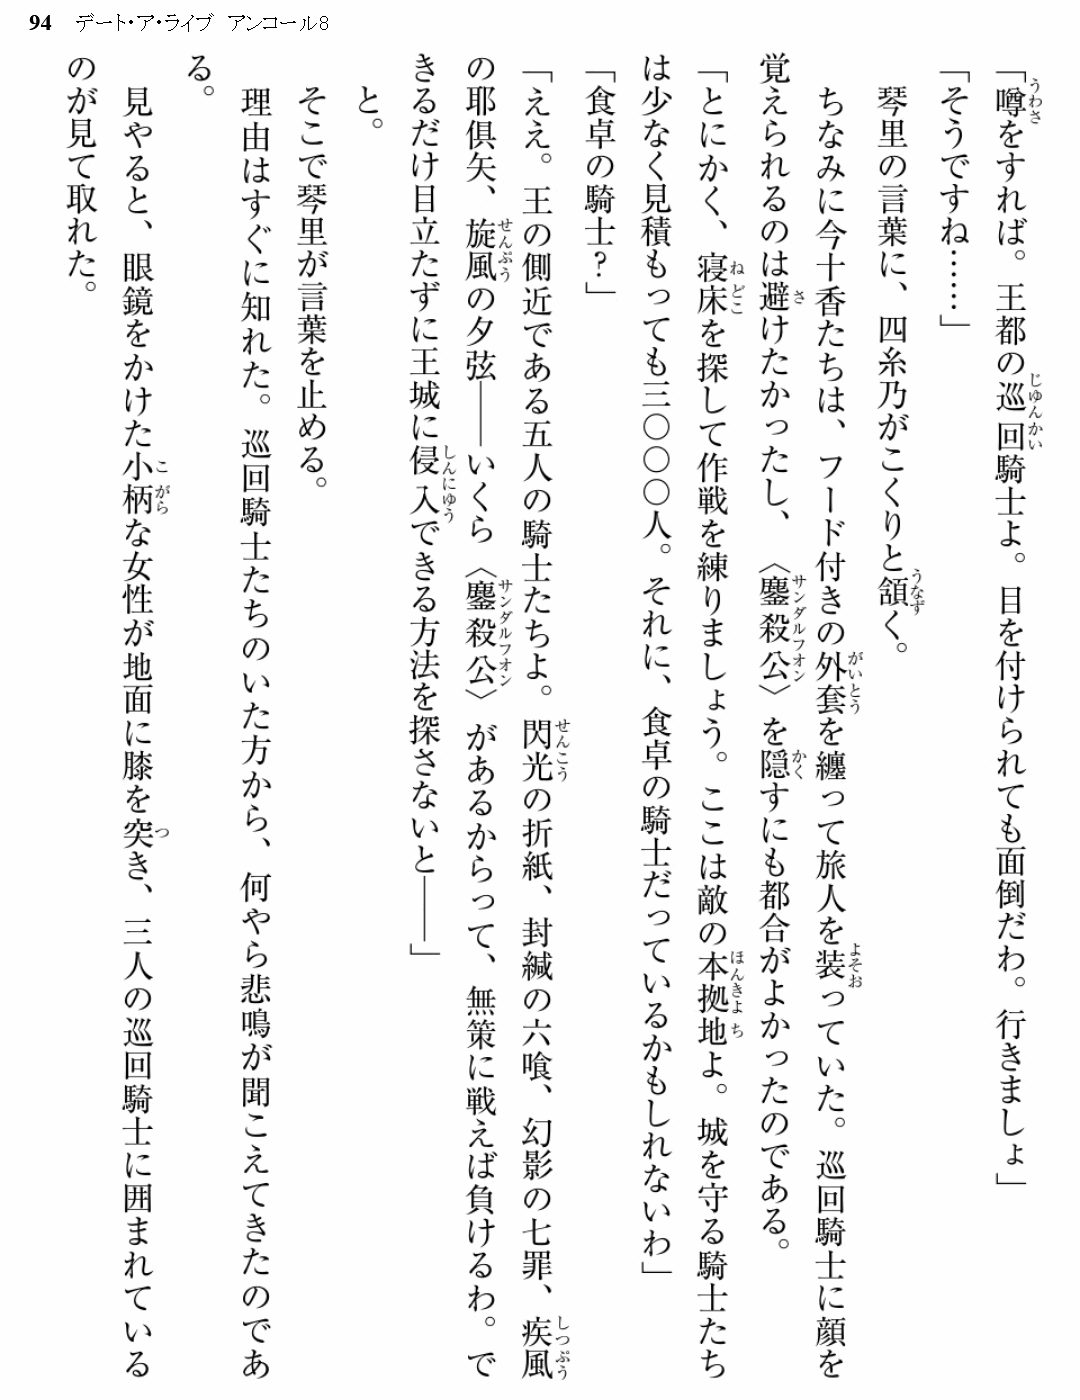 94 デート・ア・ライブ アンコール8
「噂をすれば。王都の巡回騎士よ。目を付けられても面倒だわ。行きましょ」
「そうですね……」
琴里の言葉に、四糸乃がこくりと頷く。
ちなみに今十香たちは、フード付きの外套を纏って旅人を装っていた。巡回騎士に顔を
覚えられるのは避けたかったし、〈鏖殺公〉を隠すにも都合がよかったのである。
「とにかく、寝床を探して作戦を練りましょう。ここは敵の本拠地よ。城を守る騎士たち
は少なく見積もっても三〇〇〇人。それに、食卓の騎士だっているかもしれないわ」
「食卓の騎士?」
「ええ。王の側近である五人の騎士たちよ。閃光の折紙、封緘の六喰、幻影の七罪、疾風
の耶倶矢、旋風の夕弦——いくら〈鏖殺公〉があるからって、無策に戦えば負けるわ。で
きるだけ目立たずに王城に侵入できる方法を探さないと——」
と。
そこで琴里が言葉を止める。
理由はすぐに知れた。巡回騎士たちのいた方から、何やら悲鳴が聞こえてきたのであ
る。
見やると、眼鏡をかけた小柄な女性が地面に膝を突き、三人の巡回騎士に囲まれている
のが見て取れた。